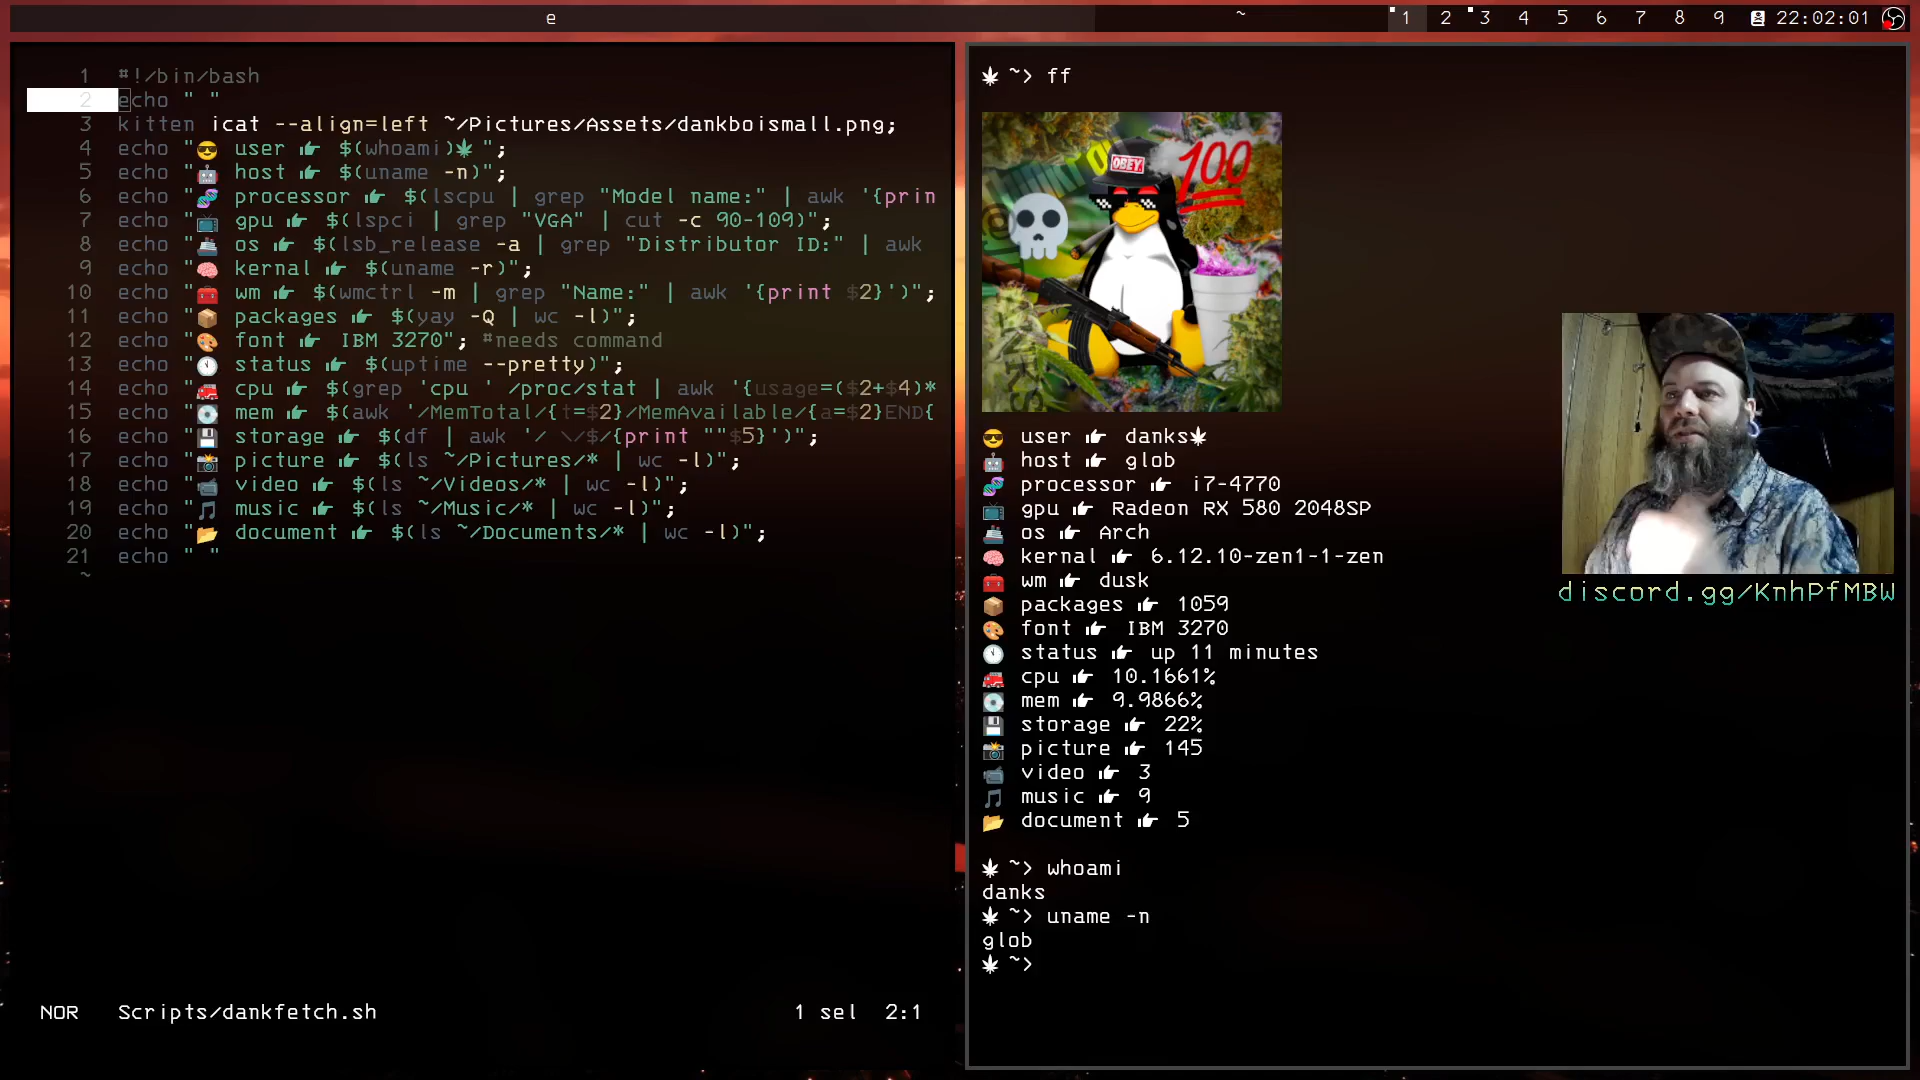 e
~
1 2 3 4 5 6 7 8 9 22:02:01
1 #!/bin/bash
2 echo " "
3 kitten icat --align=left ~/Pictures/Assets/dankboismall.png;
4 echo "😎 user 👉 $(whoami) ";
5 echo "🤖 host 👉 $(uname -n)";
6 echo "🧬 processor 👉 $(lscpu | grep "Model name:" | awk '{prin
7 echo "📺 gpu 👉 $(lspci | grep "VGA" | cut -c 90-109)";
8 echo "🚢 os 👉 $(lsb_release -a | grep "Distributor ID:" | awk
9 echo "🧠 kernal 👉 $(uname -r)";
10 echo "🧰 wm 👉 $(wmctrl -m | grep "Name:" | awk '{print $2}')";
11 echo "📦 packages 👉 $(yay -Q | wc -l)";
12 echo "🎨 font 👉 IBM 3270"; #needs command
13 echo "🕚 status 👉 $(uptime --pretty)";
14 echo "🚒 cpu 👉 $(grep 'cpu ' /proc/stat | awk '{usage=($2+$4)*
15 echo "💽 mem 👉 $(awk '/MemTotal/{t=$2}/MemAvailable/{a=$2}END{
16 echo "💾 storage 👉 $(df | awk '/ \/$/{print ""$5}')";
17 echo "📸 picture 👉 $(ls ~/Pictures/* | wc -l)";
18 echo "📹 video 👉 $(ls ~/Videos/* | wc -l)";
19 echo "🎵 music 👉 $(ls ~/Music/* | wc -l)";
20 echo "📂 document 👉 $(ls ~/Documents/* | wc -l)";
21 echo " "
~
NOR Scripts/dankfetch.sh 1 sel 2:1
~> ff
OBEY
100
😎 user 👉 danks
🤖 host 👉 glob
🧬 processor 👉 i7-4770
📺 gpu 👉 Radeon RX 580 2048SP
🚢 os 👉 Arch
🧠 kernal 👉 6.12.10-zen1-1-zen
🧰 wm 👉 dusk
📦 packages 👉 1059
🎨 font 👉 IBM 3270
🕚 status 👉 up 11 minutes
🚒 cpu 👉 10.1661%
💽 mem 👉 9.9866%
💾 storage 👉 22%
📸 picture 👉 145
📹 video 👉 3
🎵 music 👉 9
📂 document 👉 5
~> whoami
danks
~> uname -n
glob
~>
discord.gg/KnhPfMBW